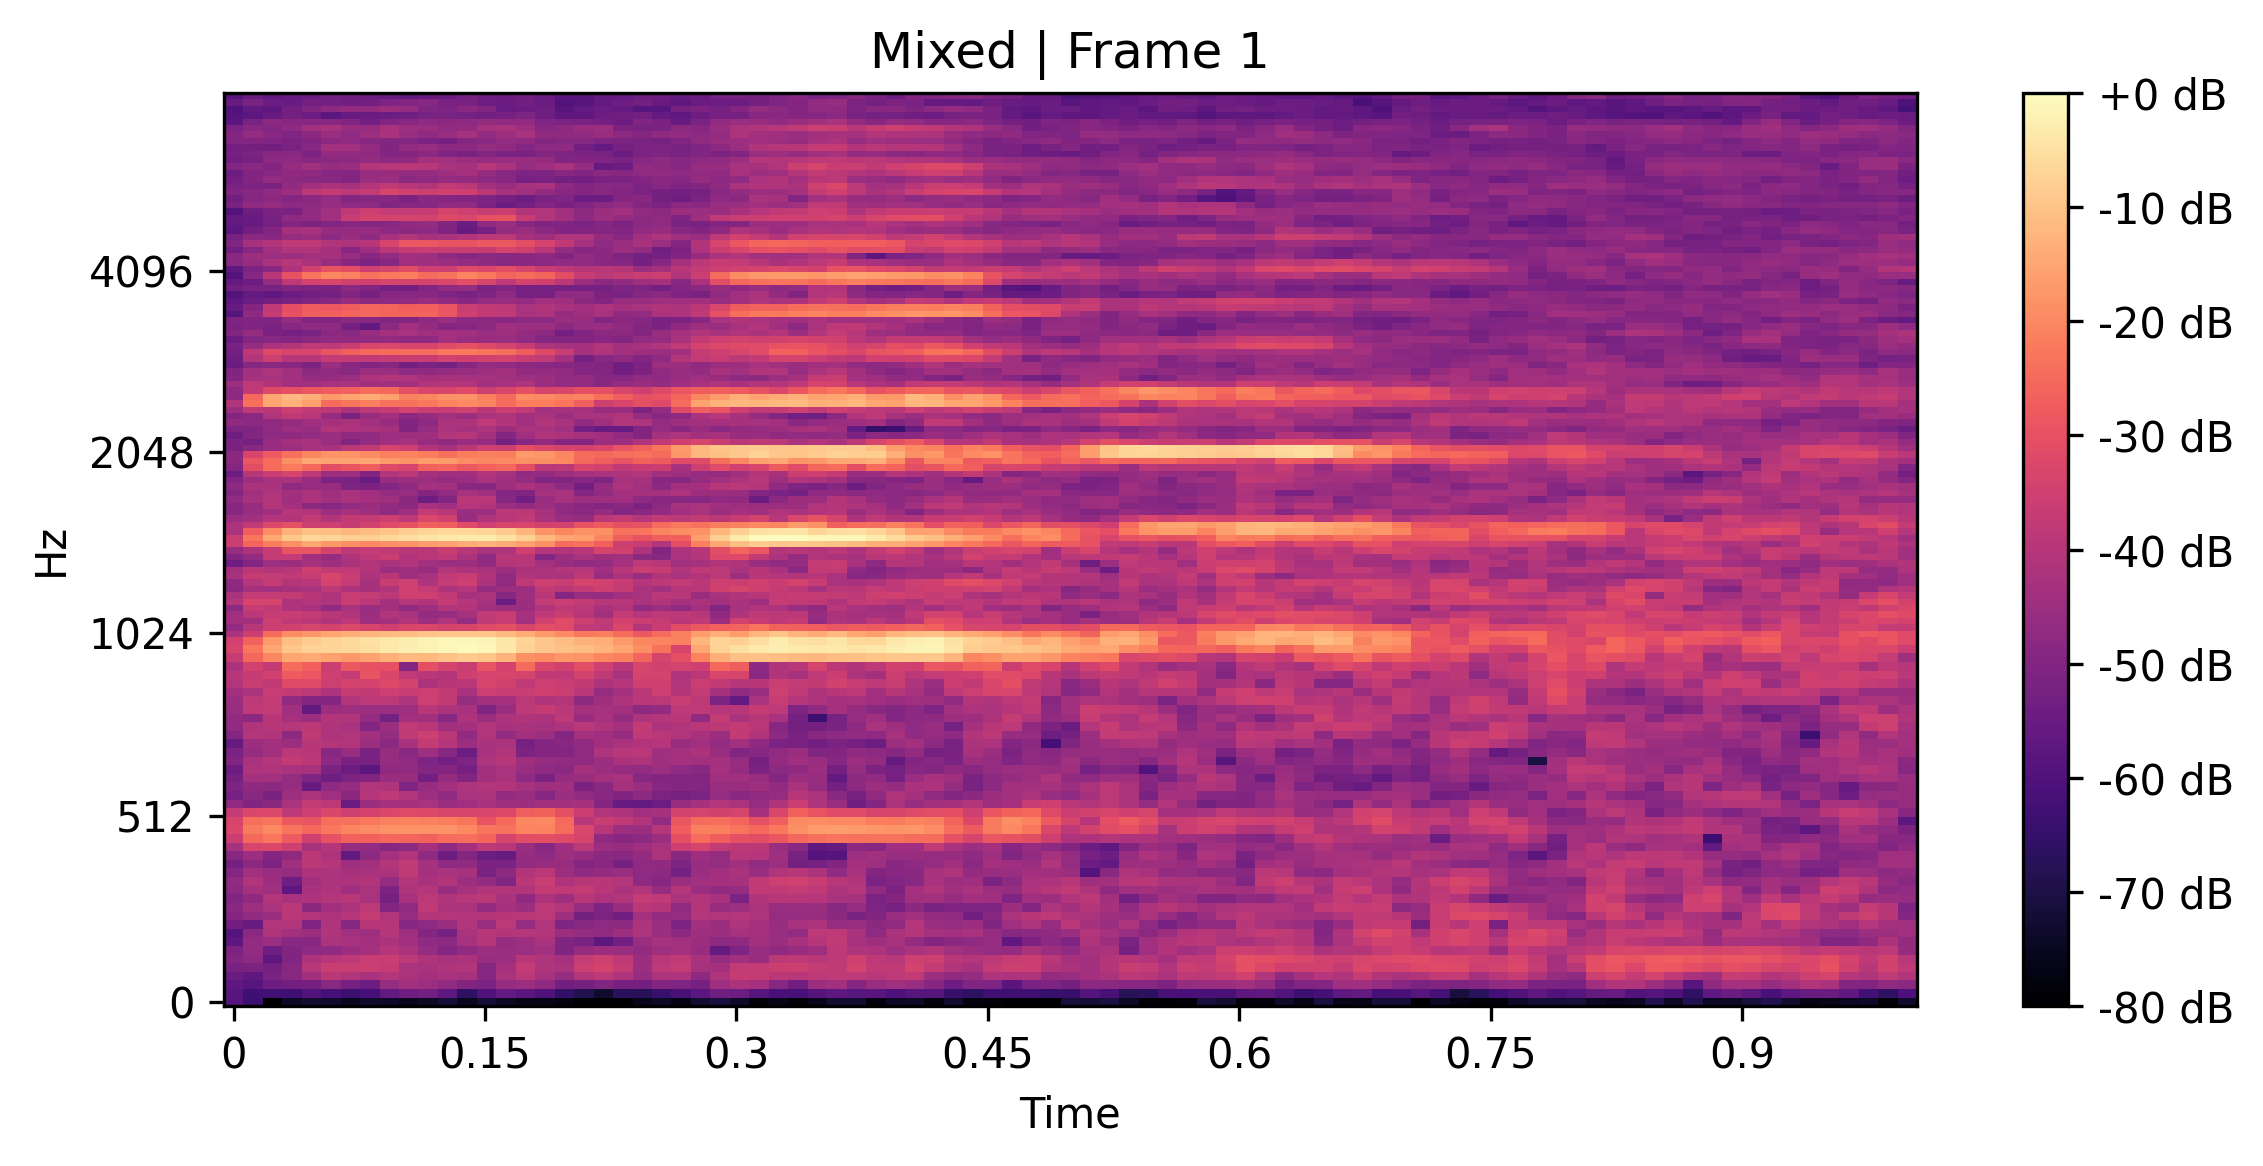 Mixed | Frame 1
+0 dB
-10 dB
-20 dB
-30 dB
-40 dB
-50 dB
-60 dB
-70 dB
-80 dB
Hz
4096
2048
1024
512
0
0 0.15 0.3 0.45 0.6 0.75 0.9
Time